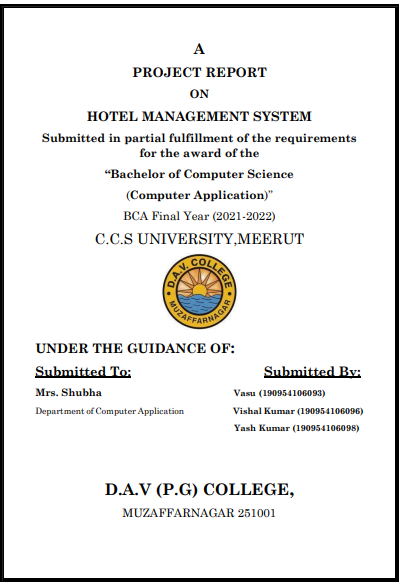 A
PROJECT REPORT
ON
HOTEL MANAGEMENT SYSTEM
Submitted in partial fulfillment of the requirements
for the award of the
“Bachelor of Computer Science
(Computer Application)”
BCA Final Year (2021-2022)
C.C.S UNIVERSITY,MEERUT
D.A.V. COLLEGE
MUZAFFARNAGAR
UNDER THE GUIDANCE OF:
Submitted To: Submitted By:
Mrs. Shubha Vasu (190954106093)
Department of Computer Application Vishal Kumar (190954106096)
Yash Kumar (190954106098)
D.A.V (P.G) COLLEGE,
MUZAFFARNAGAR 251001